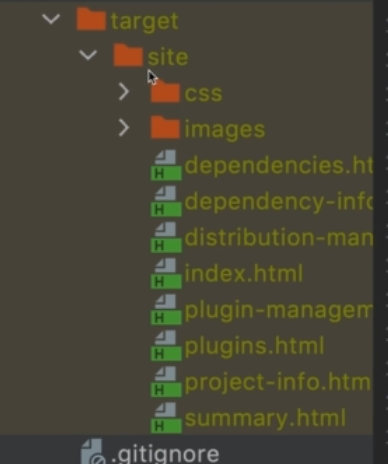 target
site
css
images
dependencies.ht
dependency-info
distribution-man
index.html
plugin-managem
plugins.html
project-info.htm
summary.html
.gitignore